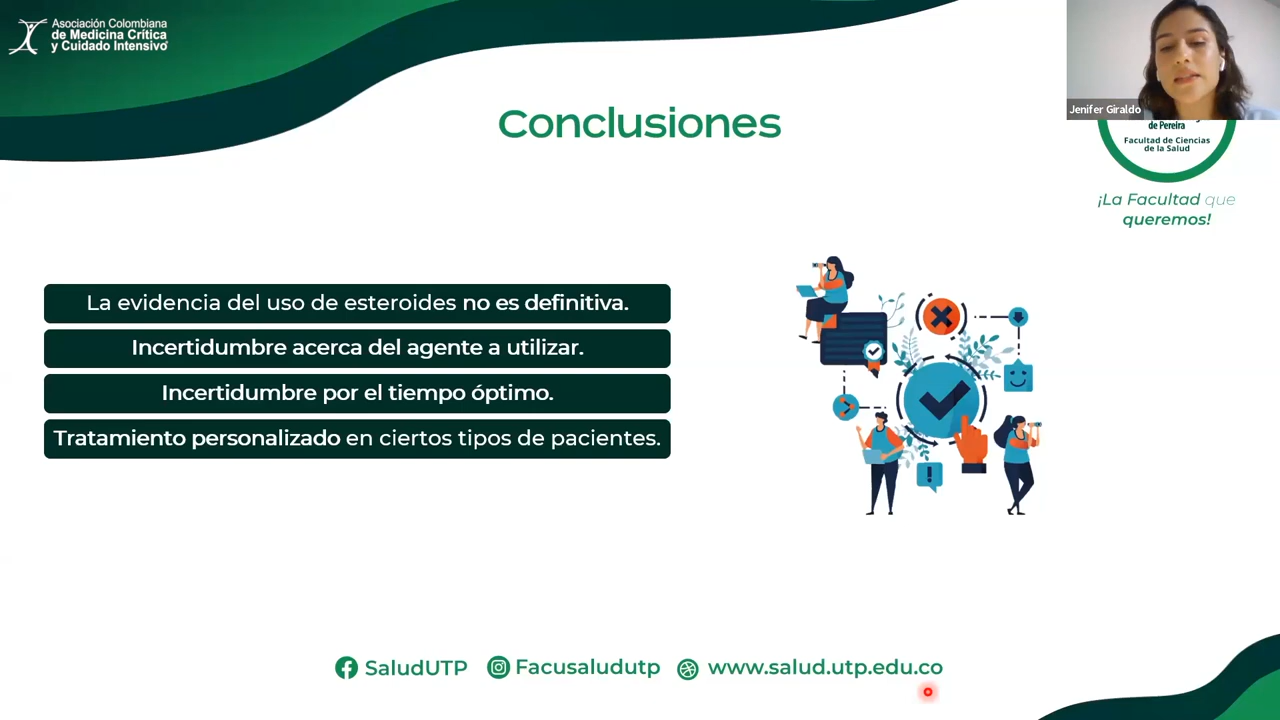 Asociación Colombiana
de Medicina Crítica
y Cuidado Intensivo
Jenifer Giraldo
de Pereira
Facultad de Ciencias
de la Salud
¡La Facultad que
queremos!
Conclusiones
La evidencia del uso de esteroides no es definitiva.
Incertidumbre acerca del agente a utilizar.
Incertidumbre por el tiempo óptimo.
Tratamiento personalizado en ciertos tipos de pacientes.
SaludUTP
Facusaludutp
www.salud.utp.edu.co